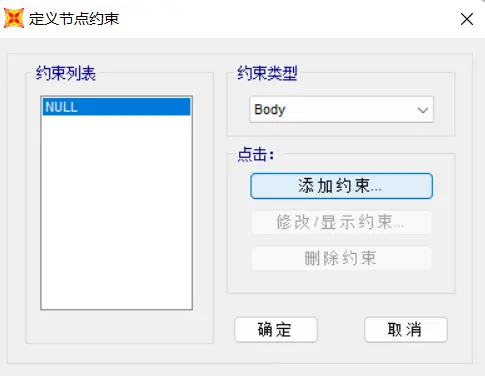 定义节点约束
约束列表
NULL
约束类型
Body
点击:
添加约束...
修改/显示约束...
删除约束
确定
取消